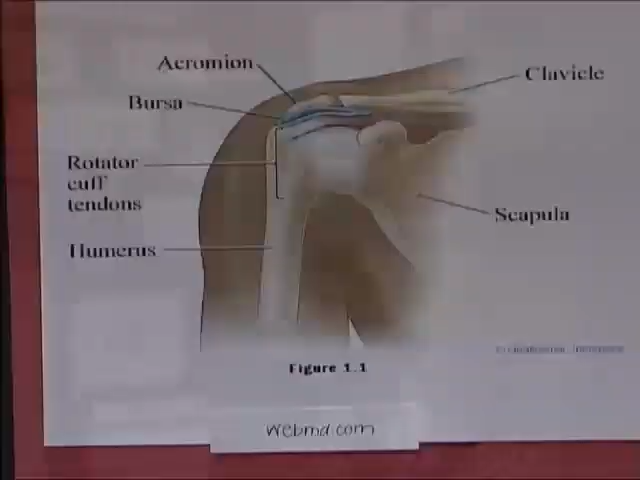 Acromion
Clavicle
Bursa
Rotator
cuff
tendons
Scapula
Humerus
Figure 1.1
webmd.com